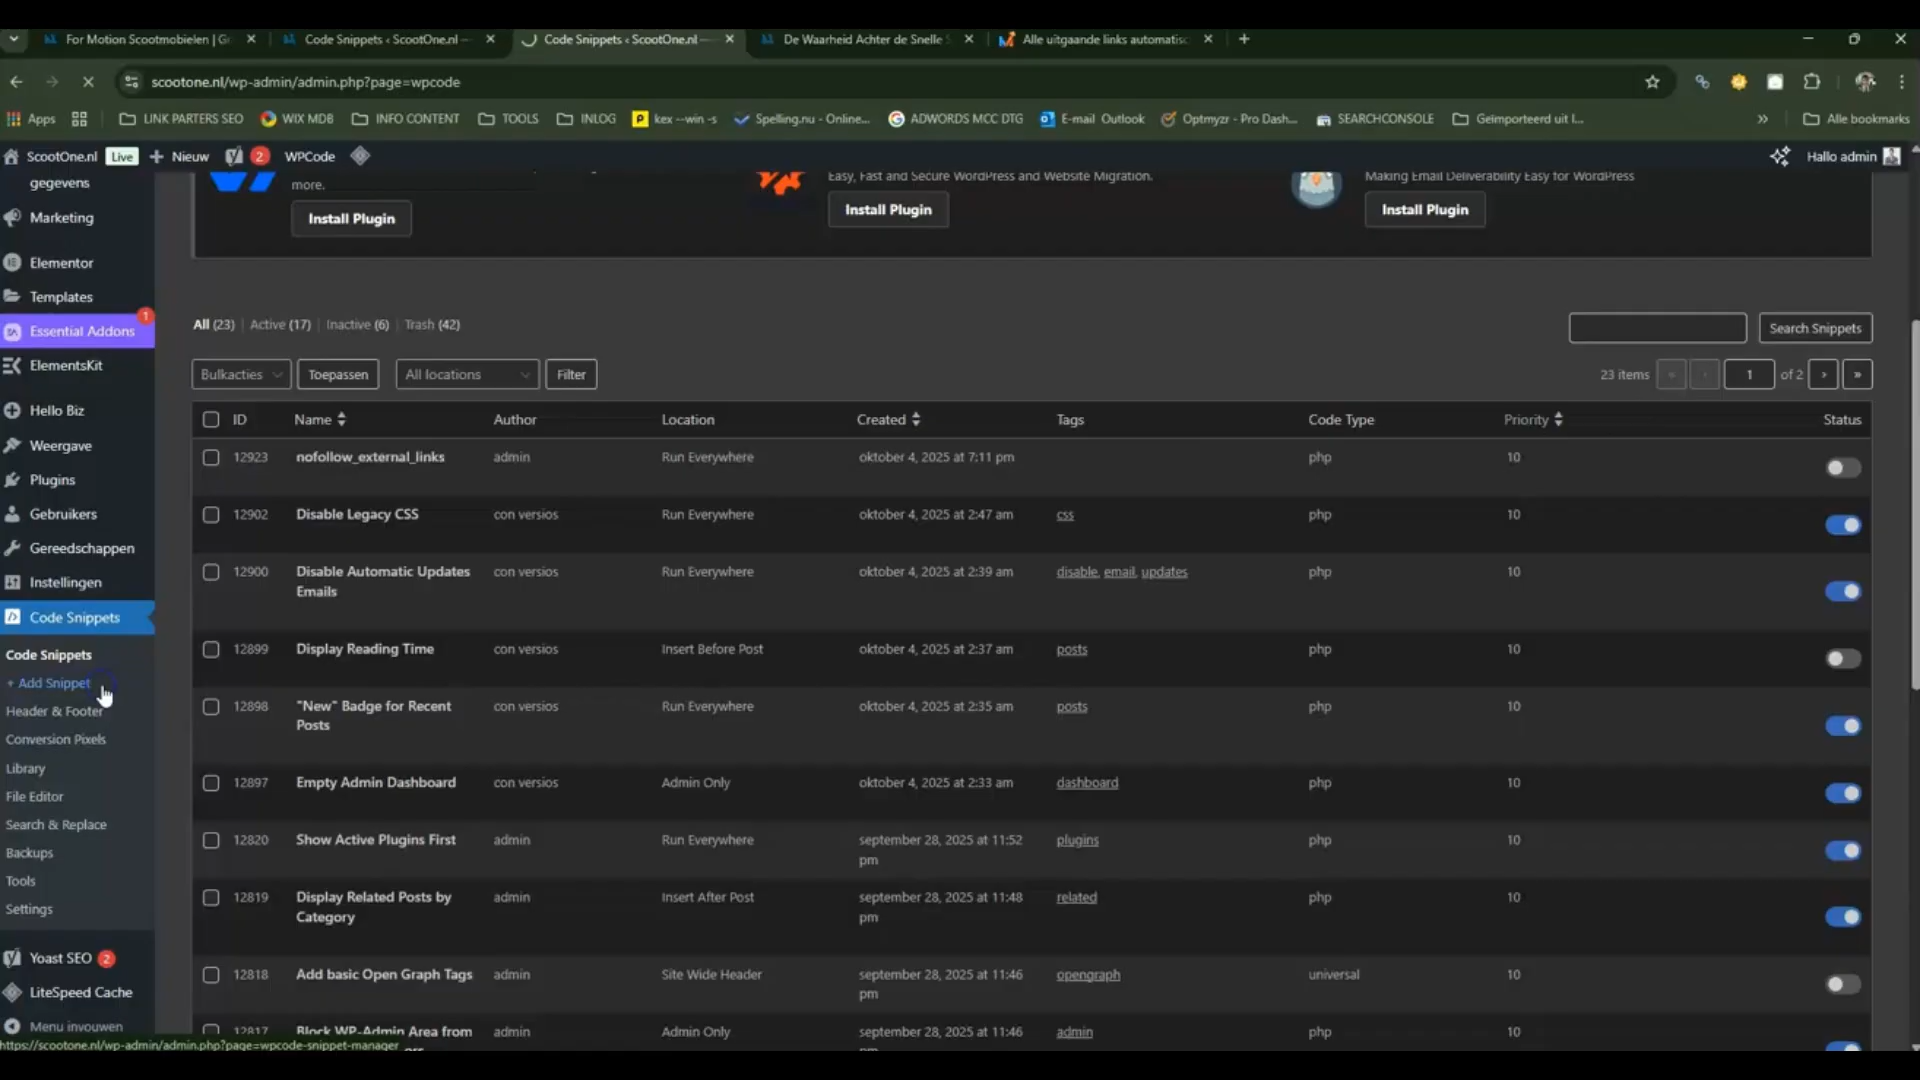 For Motion Scootmobielen | G
Code Snippets ‹ ScootOne.nl —
Code Snippets ‹ ScootOne.nl —
De Waarheid Achter de Snelle S
Alle uitgaande links automatisc
scootone.nl/wp-admin/admin.php?page=wpcode
Apps
LINK PARTERS SEO
WIX MDB
INFO CONTENT
TOOLS
INLOG
kex --win -s
Spelling.nu - Online...
ADWORDS MCC DTG
E-mail Outlook
Optmyzr - Pro Dash...
SEARCHCONSOLE
Geïmporteerd uit I...
Alle bookmarks
ScootOne.nl Live
Nieuw
2
WPCode
Hallo admin
gegevens
Marketing
Elementor
Templates
Essential Addons 1
ElementsKit
Hello Biz
Weergave
Plugins
Gebruikers
Gereedschappen
Instellingen
Code Snippets
Code Snippets
+ Add Snippet
Header & Footer
Conversion Pixels
Library
File Editor
Search & Replace
Backups
Tools
Settings
Yoast SEO 2
LiteSpeed Cache
Menu invouwen
https://scootone.nl/wp-admin/admin.php?page=wpcode-snippet-manager
more.
Install Plugin
Easy, Fast and Secure WordPress and Website Migration.
Install Plugin
Making Email Deliverability Easy for WordPress
Install Plugin
All (23) | Active (17) | Inactive (6) | Trash (42)
Search Snippets
Bulkacties
Toepassen
All locations
Filter
23 items « ‹ 1 of 2 › »
ID Name Author Location Created Tags Code Type Priority Status
12923 nofollow_external_links admin Run Everywhere oktober 4, 2025 at 7:11 pm php 10
12902 Disable Legacy CSS con versios Run Everywhere oktober 4, 2025 at 2:47 am css php 10
12900 Disable Automatic Updates con versios Run Everywhere oktober 4, 2025 at 2:39 am disable, email, updates php 10
Emails
12899 Display Reading Time con versios Insert Before Post oktober 4, 2025 at 2:37 am posts php 10
12898 "New" Badge for Recent con versios Run Everywhere oktober 4, 2025 at 2:35 am posts php 10
Posts
12897 Empty Admin Dashboard con versios Admin Only oktober 4, 2025 at 2:33 am dashboard php 10
12820 Show Active Plugins First admin Run Everywhere september 28, 2025 at 11:52 plugins php 10
pm
12819 Display Related Posts by admin Insert After Post september 28, 2025 at 11:48 related php 10
Category pm
12818 Add basic Open Graph Tags admin Site Wide Header september 28, 2025 at 11:46 opengraph universal 10
pm
12817 Block WP-Admin Area from admin Admin Only september 28, 2025 at 11:46 admin php 10